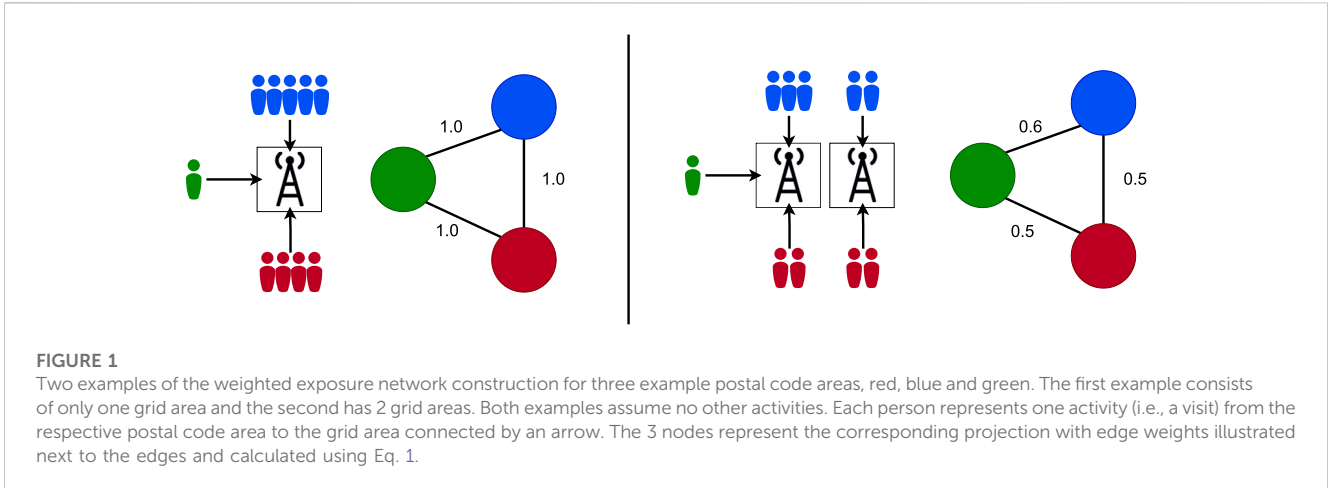 1.0
1.0
1.0
0.6
0.5
0.5
FIGURE 1
Two examples of the weighted exposure network construction for three example postal code areas, red, blue and green. The first example consists
of only one grid area and the second has 2 grid areas. Both examples assume no other activities. Each person represents one activity (i.e., a visit) from the
respective postal code area to the grid area connected by an arrow. The 3 nodes represent the corresponding projection with edge weights illustrated
next to the edges and calculated using Eq. 1.